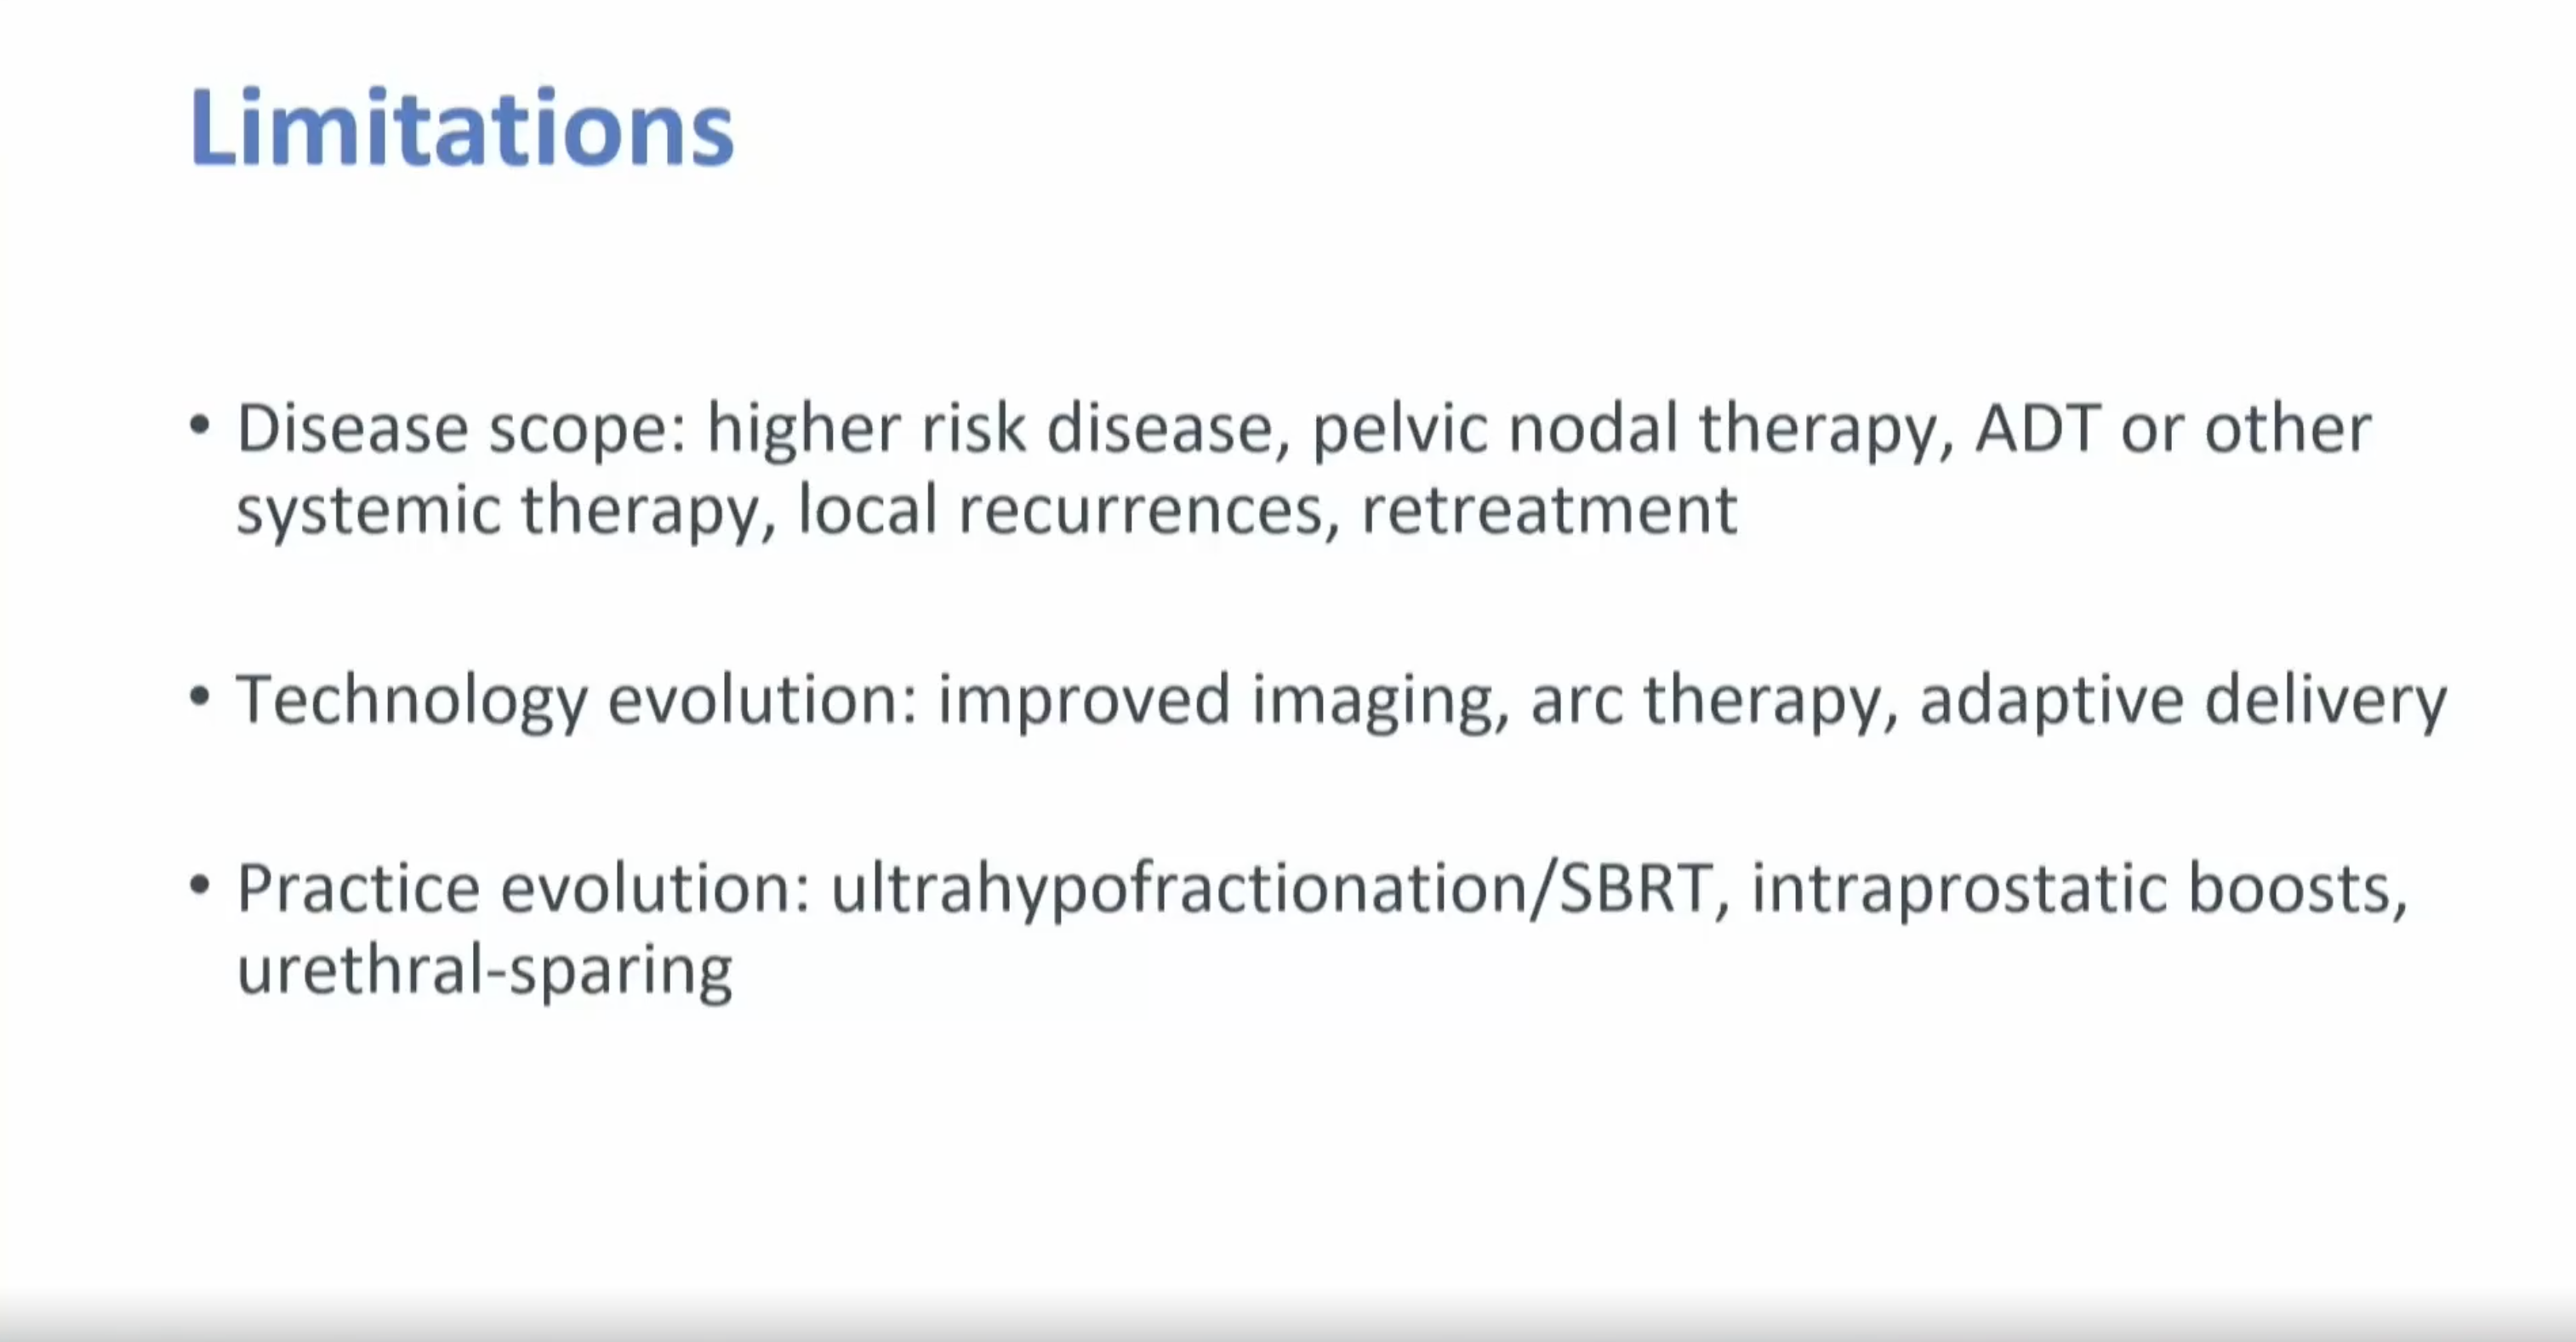 Limitations
• Disease scope: higher risk disease, pelvic nodal therapy, ADT or other
systemic therapy, local recurrences, retreatment
• Technology evolution: improved imaging, arc therapy, adaptive delivery
• Practice evolution: ultrahypofractionation/SBRT, intraprostatic boosts,
urethral-sparing